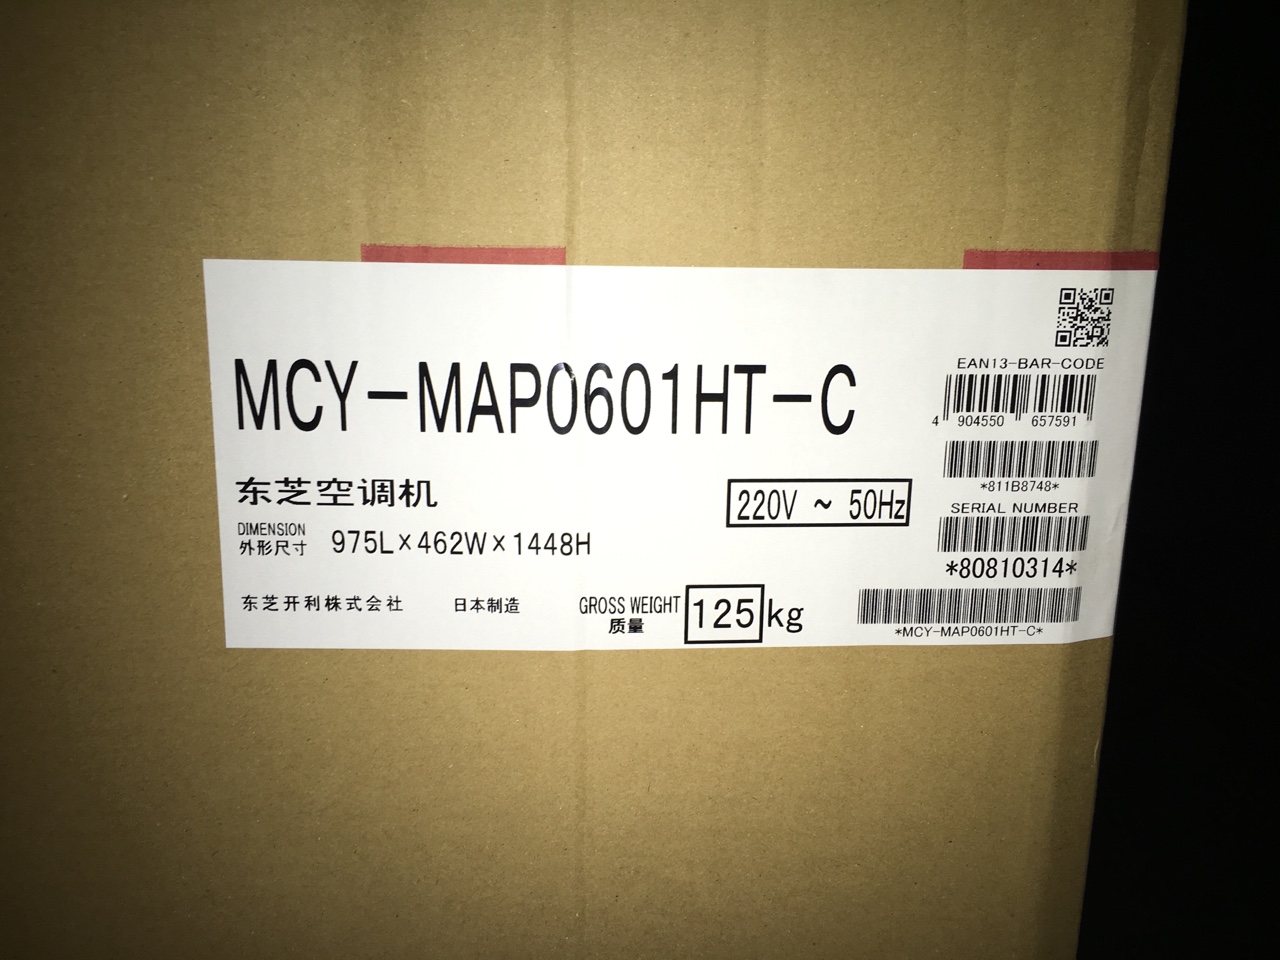 MCY-MAP0601HT-C
东芝空调机
220V ~ 50Hz
DIMENSION
外形尺寸
975L×462W×1448H
东芝开利株式会社
日本制造
GROSS WEIGHT
质量
125kg
EAN13-BAR-CODE
4 904550 657591
*811B8748*
SERIAL NUMBER
*80810314*
*MCY-MAP0601HT-C*